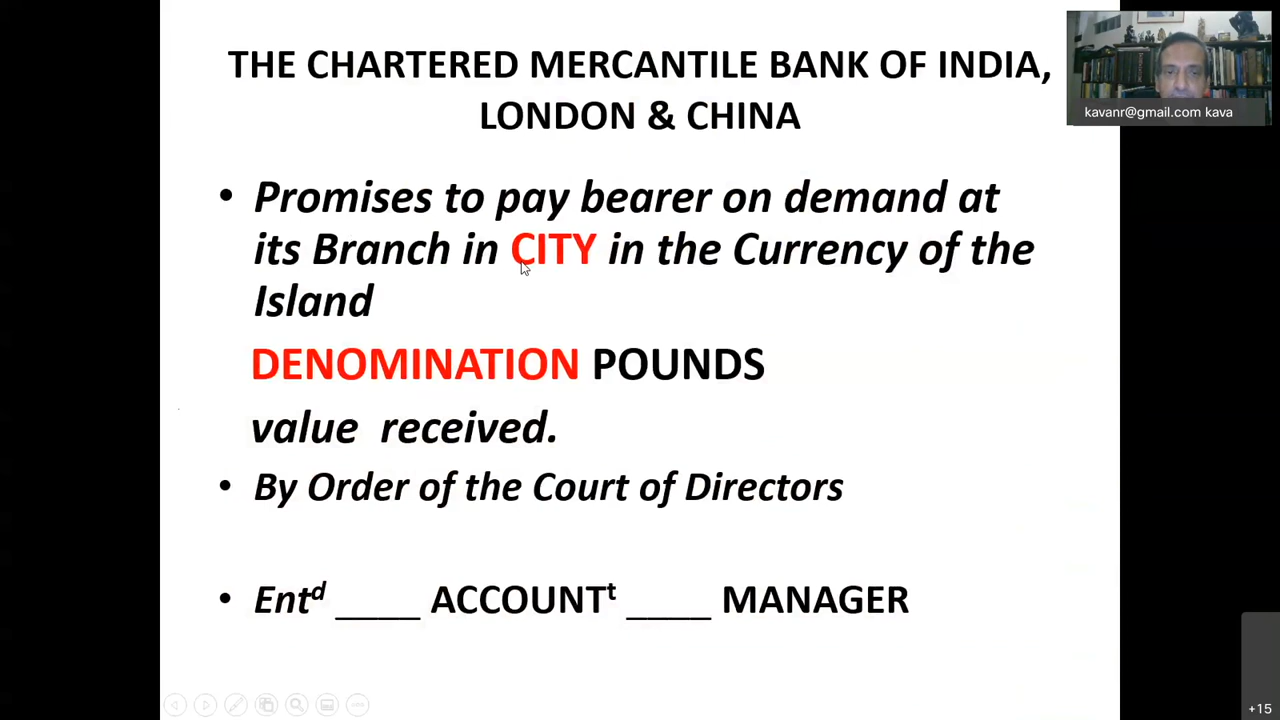 THE CHARTERED MERCANTILE BANK OF INDIA,
LONDON & CHINA
kavanr@gmail.com kava
• Promises to pay bearer on demand at
its Branch in CITY in the Currency of the
Island
DENOMINATION POUNDS
value received.
• By Order of the Court of Directors
• Entᵈ ____ ACCOUNTᵗ ____ MANAGER
+15